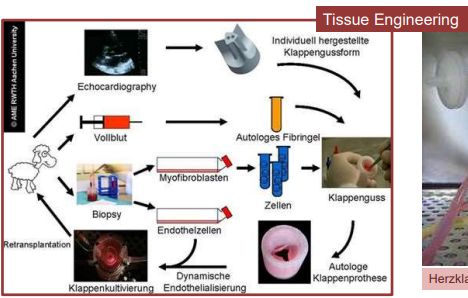 Tissue Engineering
© AME RWTH Aachen University
Individuell hergestellte
Klappengussform
Echocardiography
Vollblut
Autologes Fibringel
Myofibroblasten
Zellen
Klappenguss
Biopsy
Endothelzellen
Retransplantation
Klappenkultivierung
Dynamische
Endothelialisierung
Autologe
Klappenprothese
Herzkla